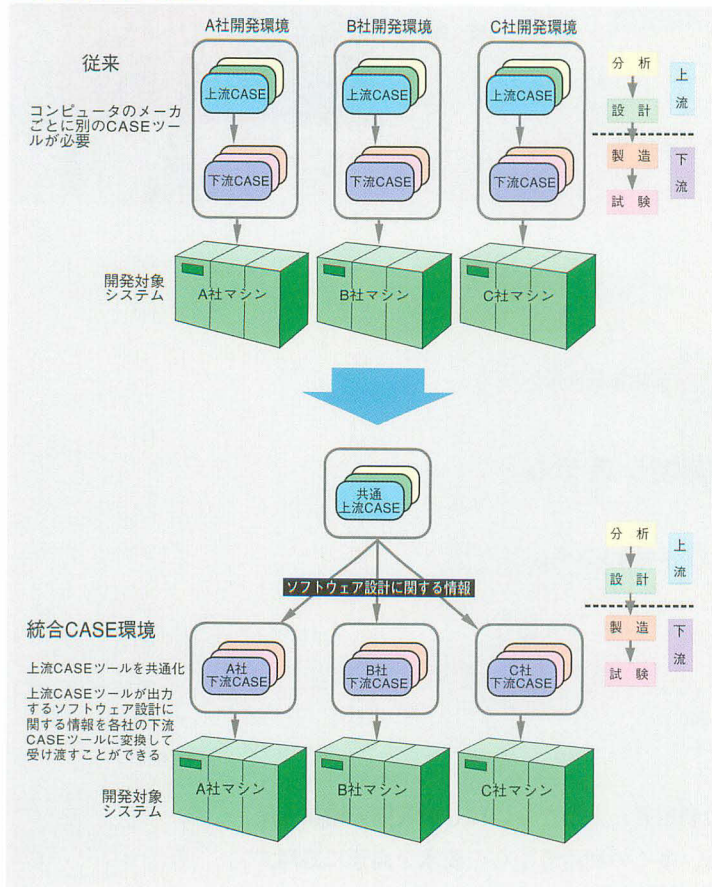 A社開発環境
B社開発環境
C社開発環境
従来
コンピュータのメーカ
ごとに別のCASEツー
ルが必要
上流CASE
上流CASE
上流CASE
下流CASE
下流CASE
下流CASE
分 析
設 計
上
流
製 造
試 験
下
流
開発対象
システム
A社マシン
B社マシン
C社マシン
共通
上流CASE
ソフトウェア設計に関する情報
分 析
設 計
上
流
製 造
試 験
下
流
統合CASE環境
上流CASEツールを共通化
上流CASEツールが出力
するソフトウェア設計に
関する情報を各社の下流
CASEツールに変換して
受け渡すことができる
A社
下流CASE
B社
下流CASE
C社
下流CASE
開発対象
システム
A社マシン
B社マシン
C社マシン